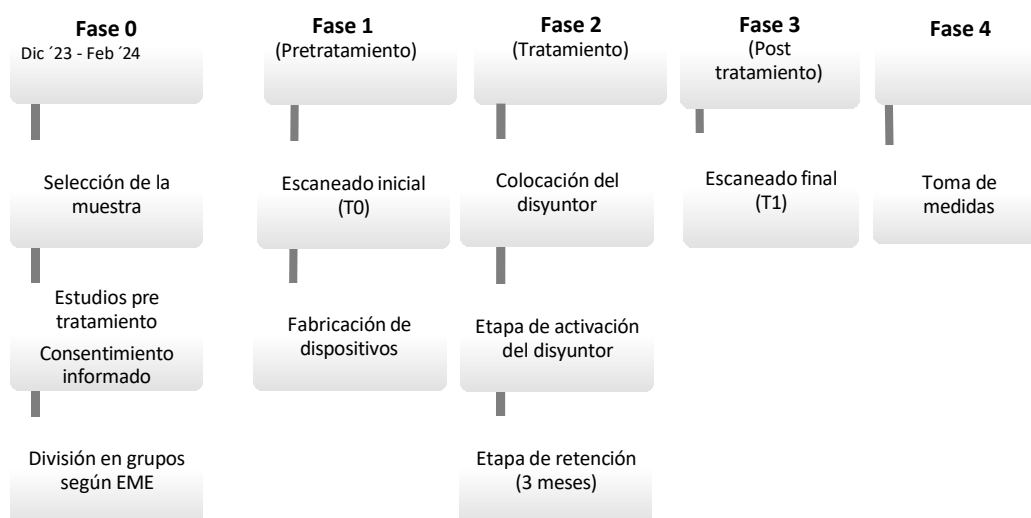 Fase 0
Dic ´23 - Feb ´24
Selección de la
muestra
Estudios pre
tratamiento
Consentimiento
informado
División en grupos
según EME
Fase 1
(Pretratamiento)
Escaneado inicial
(T0)
Fabricación de
dispositivos
Fase 2
(Tratamiento)
Colocación del
disyuntor
Etapa de activación
del disyuntor
Etapa de retención
(3 meses)
Fase 3
(Post
tratamiento)
Escaneado final
(T1)
Fase 4
Toma de
medidas